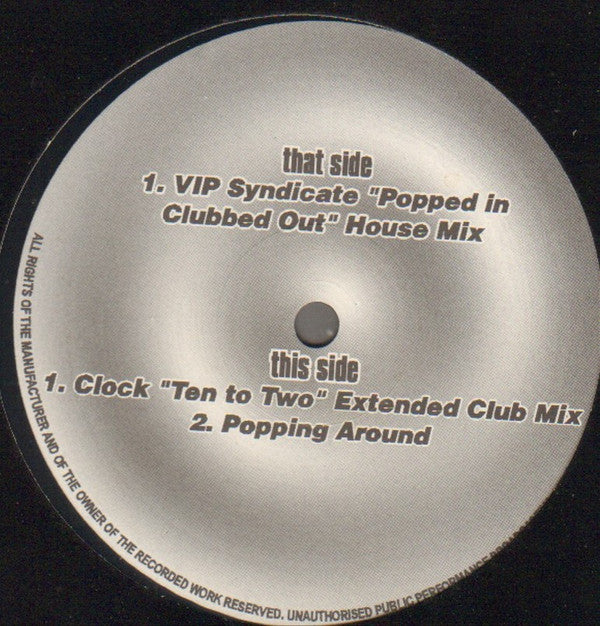 that side
1. VIP Syndicate "Popped in
Clubbed Out" House Mix
this side
1. Clock "Ten to Two" Extended Club Mix
2. Popping Around
ALL RIGHTS OF THE MANUFACTURER AND OF THE OWNER OF THE RECORDED WORK RESERVED. UNAUTHORISED PUBLIC PERFORMANCE